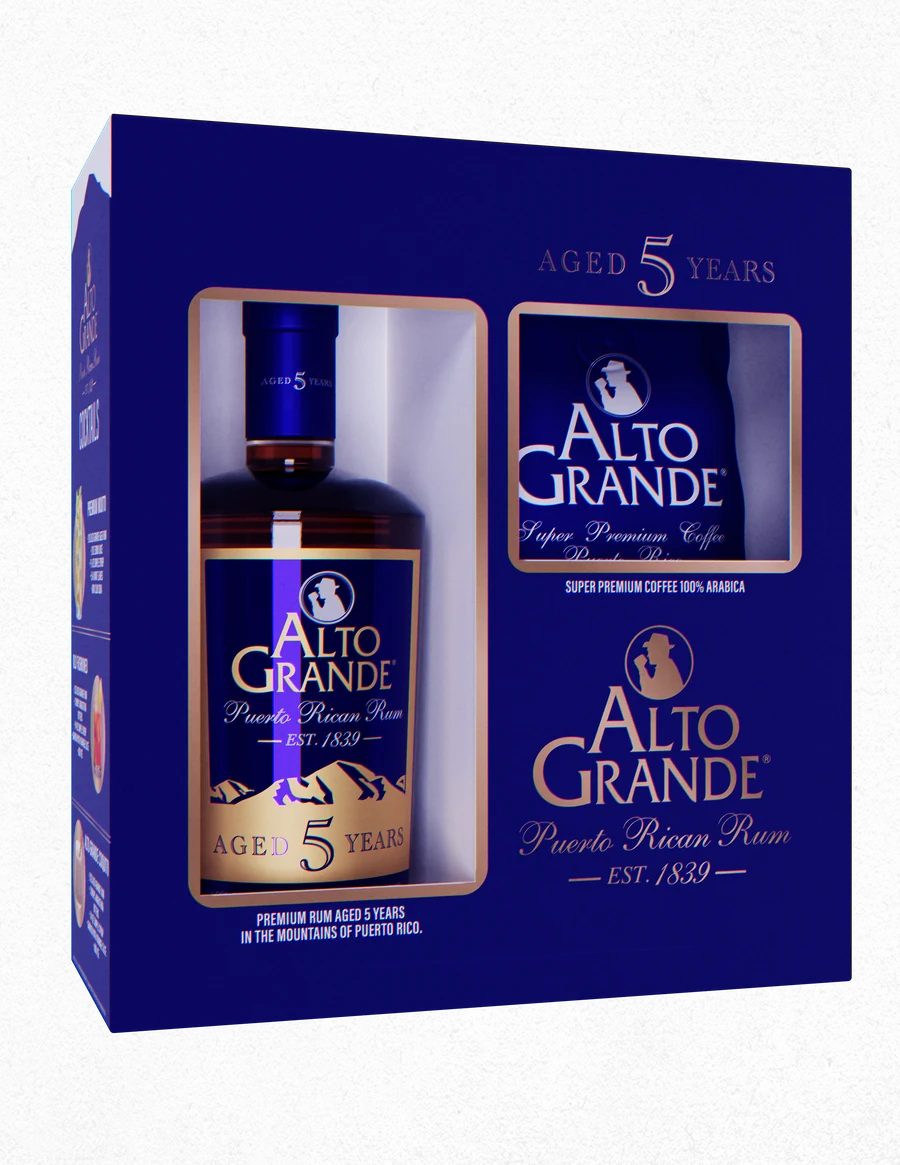 AGED 5 YEARS
AGED 5 YEARS
ALTO
GRANDE®
Puerto Rican Rum
EST. 1839
AGED 5 YEARS
PREMIUM RUM AGED 5 YEARS
IN THE MOUNTAINS OF PUERTO RICO.
ALTO
GRANDE®
Super Premium Coffee
Puerto Rico
SUPER PREMIUM COFFEE 100% ARABICA
ALTO
GRANDE®
Puerto Rican Rum
EST. 1839
ALTO
GRANDE
COCKTAILS